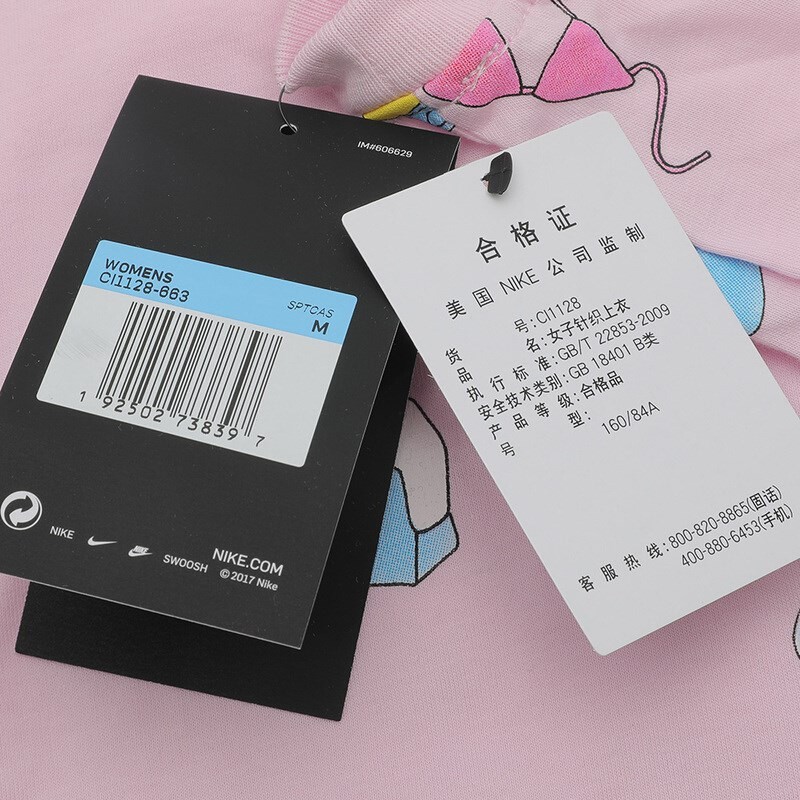 IM#606629
WOMENS
CI1128-663
SPTCAS
M
1 92502 73839 7
NIKE
SWOOSH
NIKE.COM
© 2017 Nike
合格证
美国 NIKE 公司监制
货号:CI1128
品名:女子针织上衣
执行标准:GB/T 22853-2009
安全技术类别:GB 18401 B类
产品等级:合格品
号型:160/84A
客服热线:800-820-8865(固话)
400-880-6453(手机)